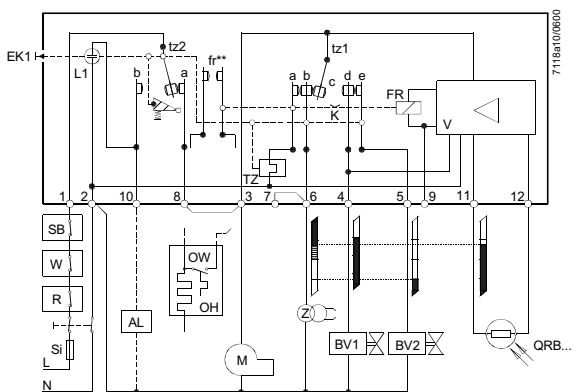 7118a10/0600
EK1
L1
tz2
fr**
tz1
b
a
a b c d e
K
FR
V
TZ
1 2 10 8 3 7 6 4 5 9 11 12
SB
W
R
Si
L
N
AL
OW
OH
M
Z
BV1
BV2
QRB...